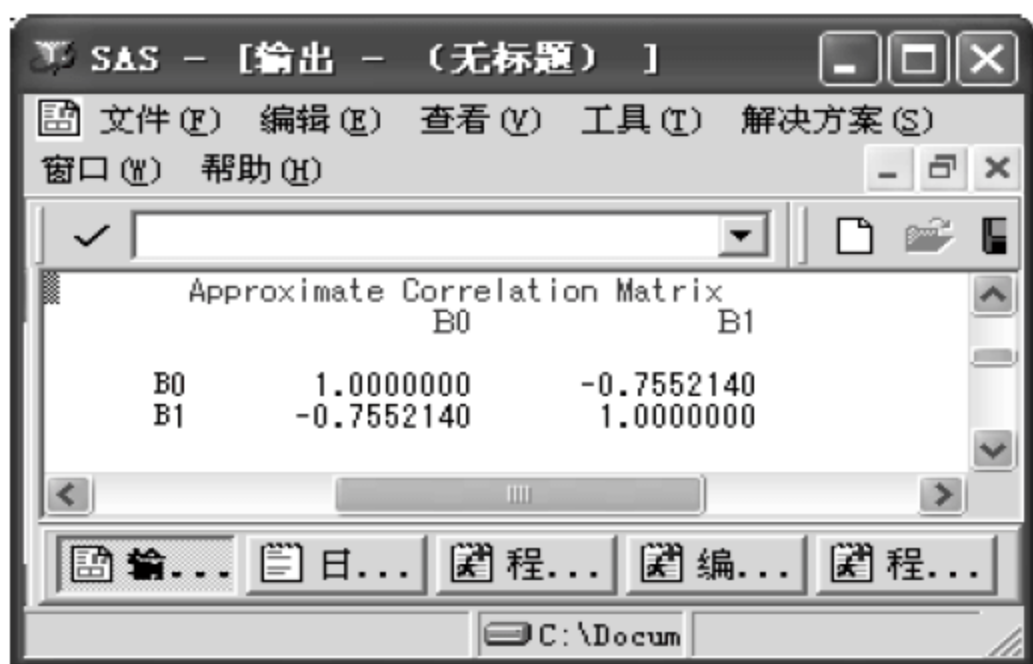 SAS - [输出 - （无标题） ]
文件(F) 编辑(E) 查看(V) 工具(T) 解决方案(S)
窗口(W) 帮助(H)
Approximate Correlation Matrix
B0 B1
B0 1.0000000 -0.7552140
B1 -0.7552140 1.0000000
输... 日... 程... 编... 程...
C:\Docum